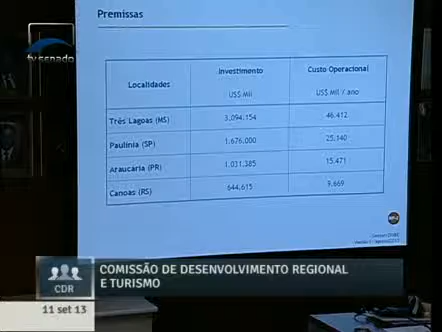 Premissas
tv senado
Localidades
Investimento
US$ Mil
Custo Operacional
US$ Mil / ano
Três Lagoas (MS) 3.094.154 46.412
Paulínia (SP) 1.676.000 25.140
Araucária (PR) 1.031.385 15.471
Canoas (RS) 644.615 9.669
COMISSÃO DE DESENVOLVIMENTO REGIONAL
E TURISMO
CDR
11 set 13